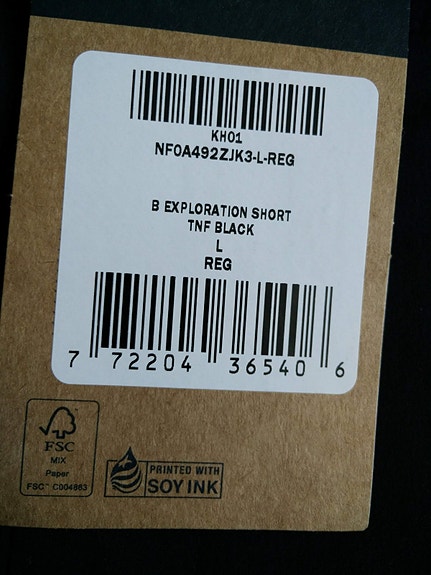 KH01
NF0A492ZJK3-L-REG
B EXPLORATION SHORT
TNF BLACK
L
REG
7 72204 36540 6
FSC
MIX
Paper
FSC™ C004863
PRINTED WITH
SOY INK